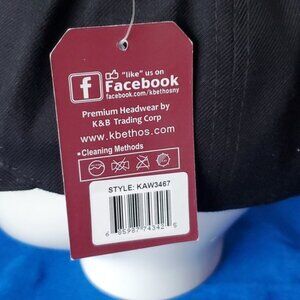 f
"like" us on
Facebook
facebook.com/kbethosny
Premium Headwear by
K&B Trading Corp
www.kbethos.com
*Cleaning Methods
STYLE: KAW3467